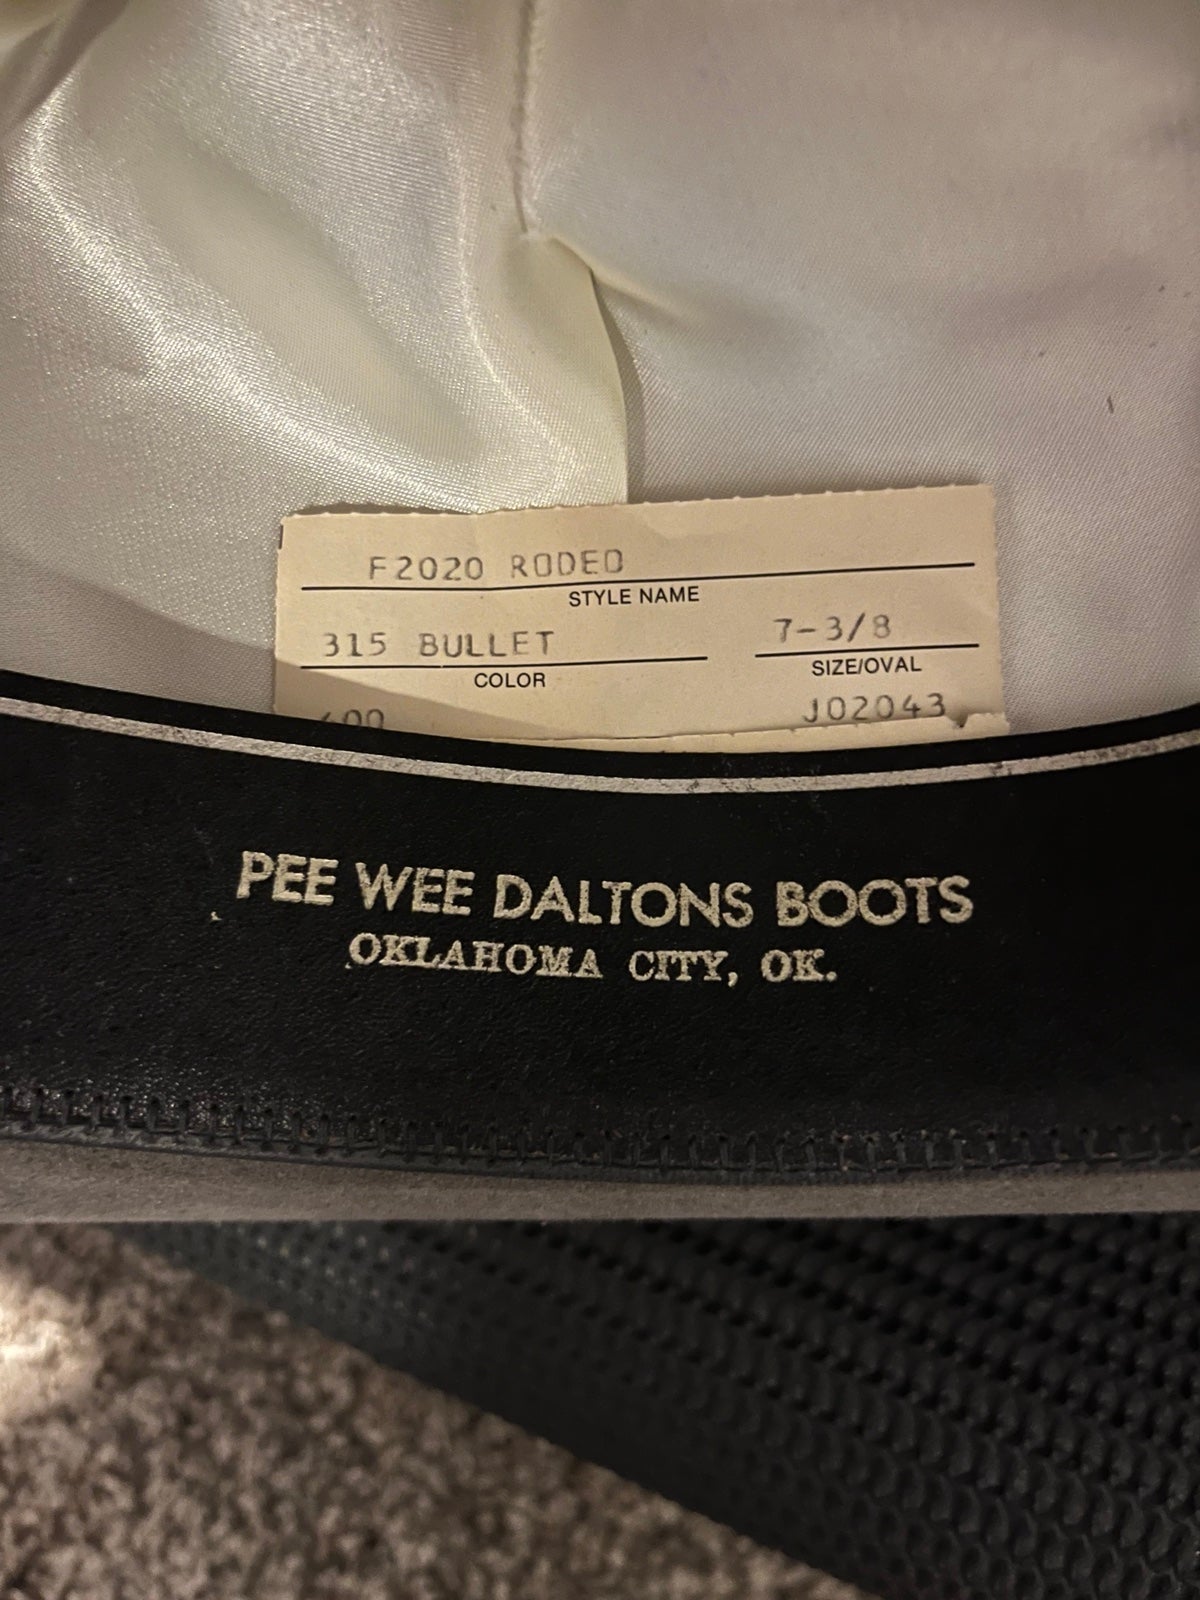 F2020 RODEO
STYLE NAME
315 BULLET
7-3/8
COLOR
SIZE/OVAL
J02043
PEE WEE DALTONS BOOTS
OKLAHOMA CITY, OK.